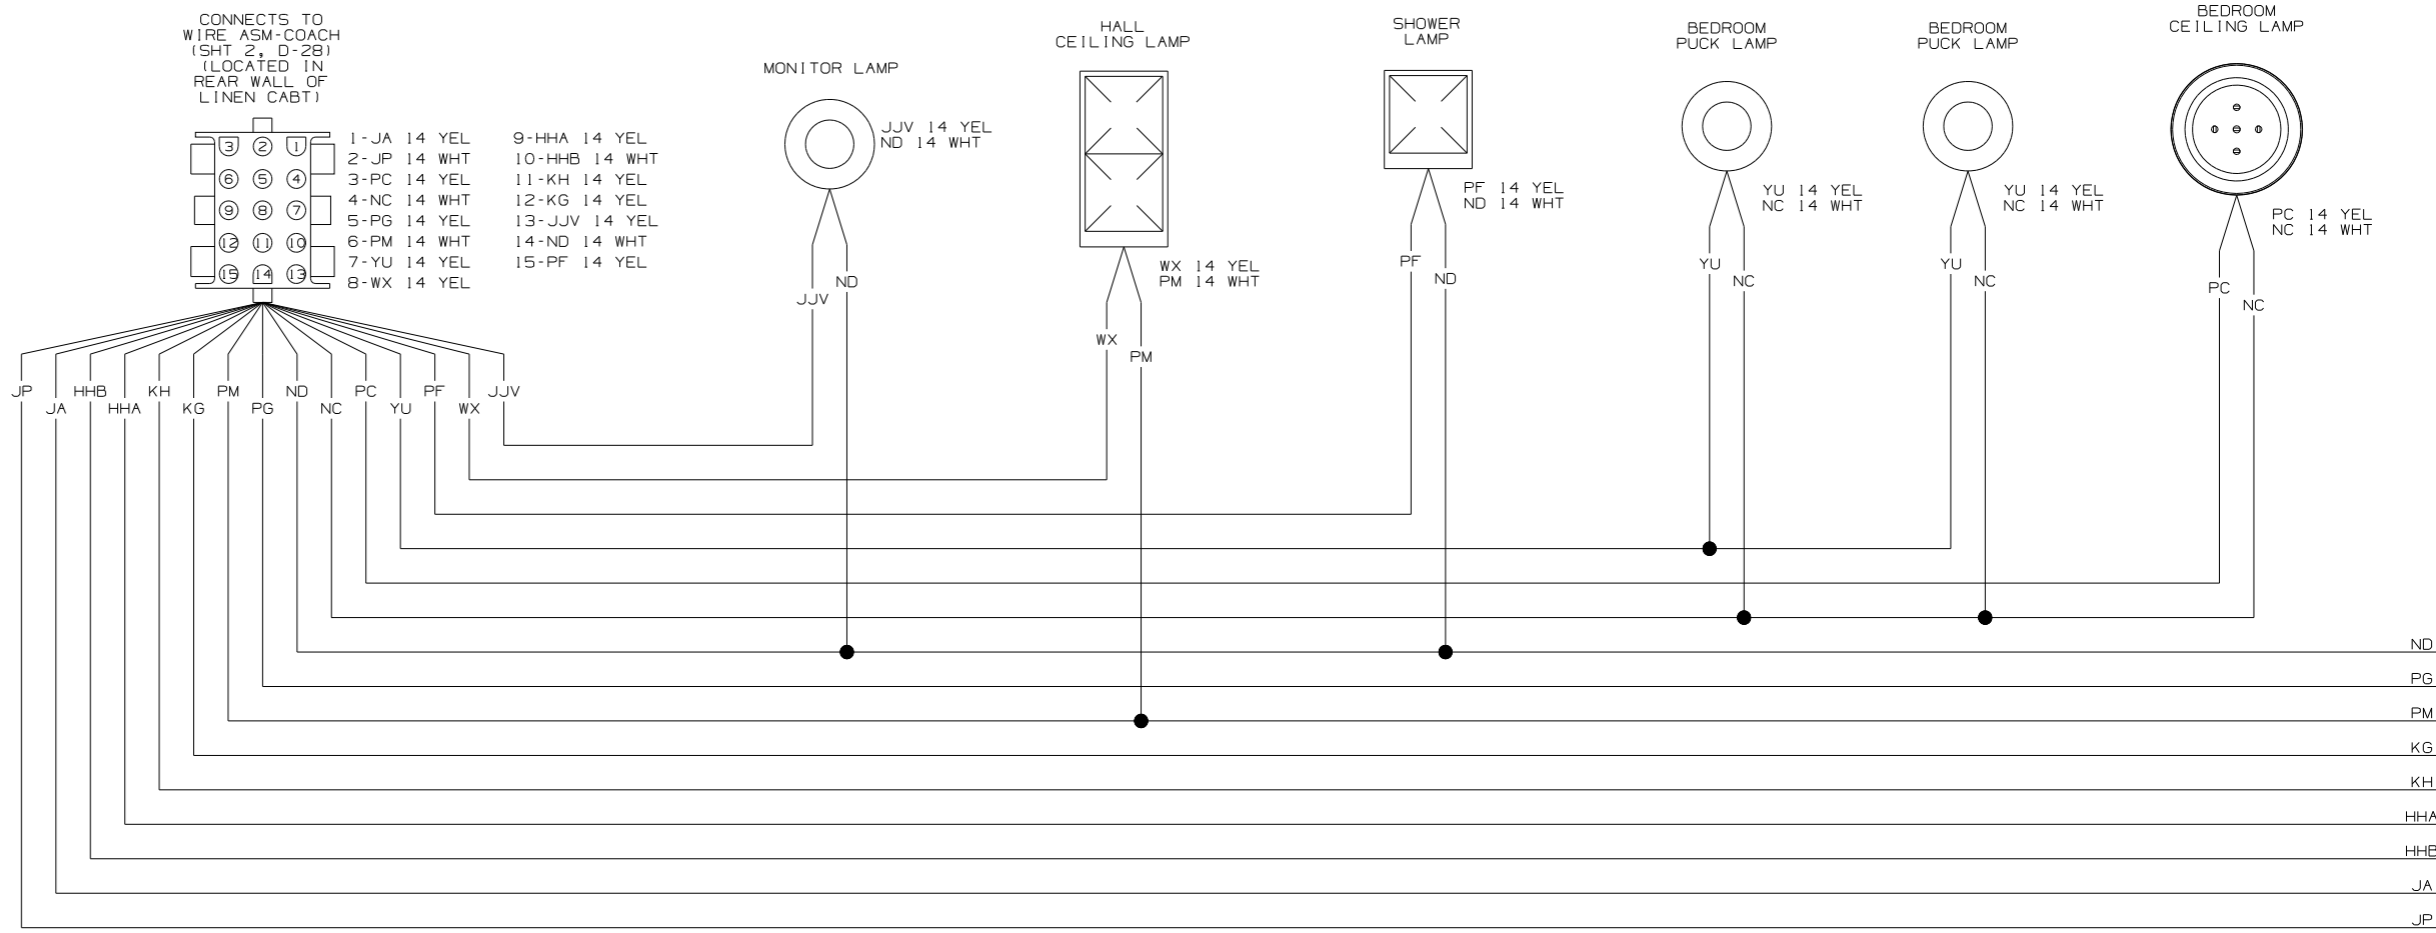 CONNECTS TO
WIRE ASM-COACH
(SHT 2, D-28)
(LOCATED IN
REAR WALL OF
LINEN CABT)
3 2 1
6 5 4
9 8 7
12 11 10
15 14 13
1-JA 14 YEL
2-JP 14 WHT
3-PC 14 YEL
4-NC 14 WHT
5-PG 14 YEL
6-PM 14 WHT
7-YU 14 YEL
8-WX 14 YEL
9-HHA 14 YEL
10-HHB 14 WHT
11-KH 14 YEL
12-KG 14 YEL
13-JJV 14 YEL
14-ND 14 WHT
15-PF 14 YEL
MONITOR LAMP
JJV 14 YEL
ND 14 WHT
JJV
ND
HALL
CEILING LAMP
WX 14 YEL
PM 14 WHT
WX
PM
SHOWER
LAMP
PF 14 YEL
ND 14 WHT
PF
ND
BEDROOM
PUCK LAMP
YU 14 YEL
NC 14 WHT
YU
NC
BEDROOM
PUCK LAMP
YU 14 YEL
NC 14 WHT
YU
NC
BEDROOM
CEILING LAMP
PC 14 YEL
NC 14 WHT
PC
NC
JP
JA
HHB
HHA
KH
KG
PM
PG
ND
NC
PC
YU
PF
WX
JJV
ND
PG
PM
KG
KH
HHA
HHB
JA
JP